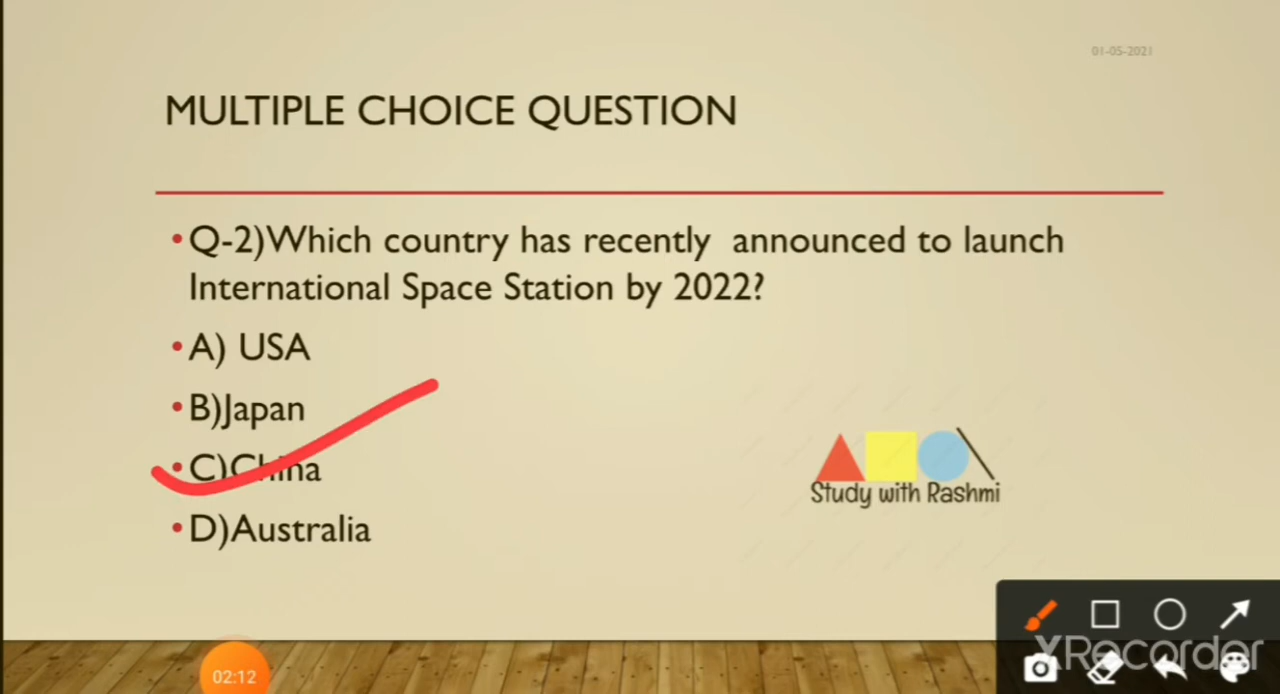 01-05-2021
MULTIPLE CHOICE QUESTION
•Q-2)Which country has recently announced to launch
International Space Station by 2022?
•A) USA
•B)Japan
•C)China
•D)Australia
Study with Rashmi
XRecorder
02:12